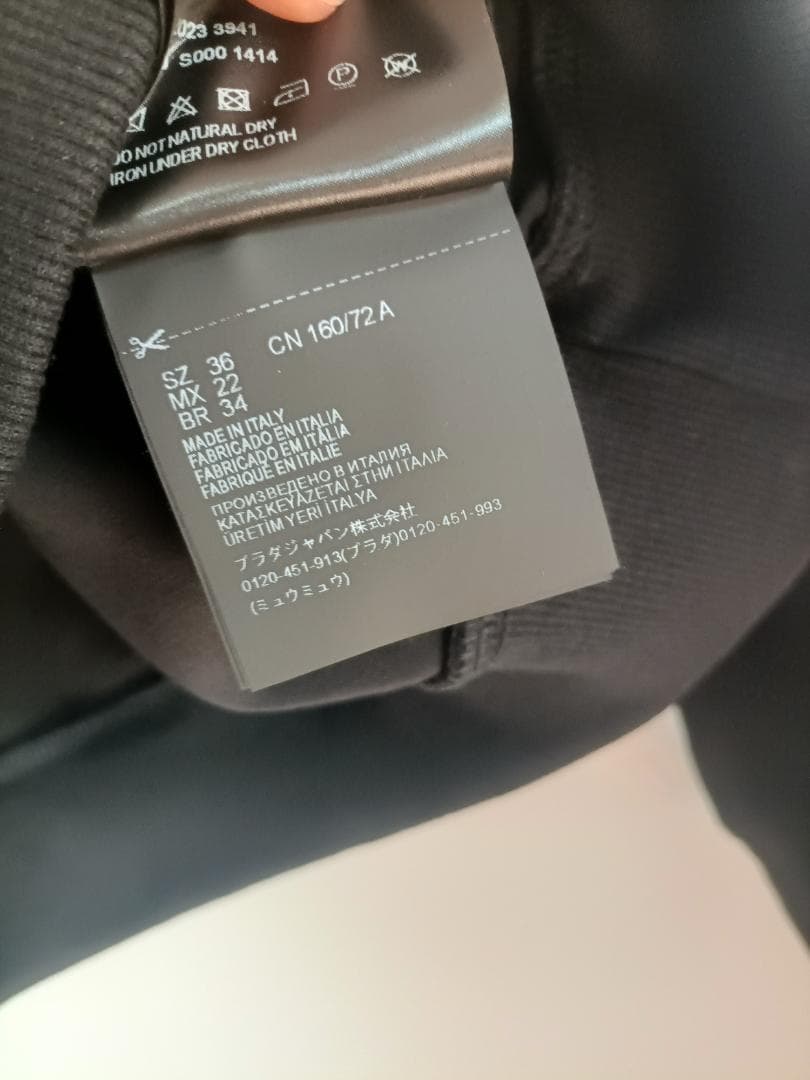 023 3941
S000 1414
DO NOT NATURAL DRY
IRON UNDER DRY CLOTH
SZ 36 CN 160/72 A
MX 22
BR 34
MADE IN ITALY
FABRICADO EN ITALIA
FABRICADO EM ITÁLIA
FABRIQUE EN ITALIE
ПРОИЗВЕДЕНО В ИТАЛИЯ
ΚΑΤΑΣΚΕΥΑΖΕΤΑΙ ΣΤΗΝ ΙΤΑΛΙΑ
ÜRETIM YERI İTALYA
プラダジャパン株式会社
0120-451-913(プラダ)0120-451-993
(ミュウミュウ)